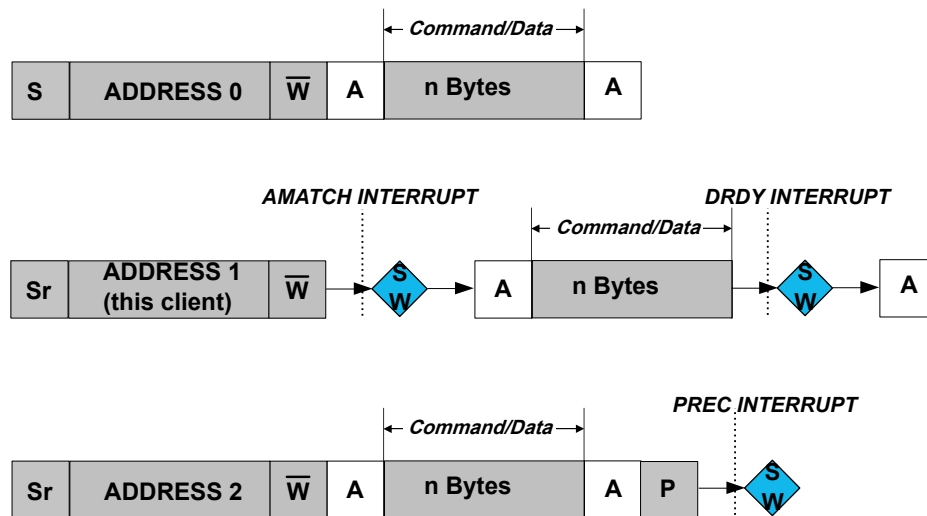 Command/Data
S ADDRESS 0 W̅ A n Bytes A
AMATCH INTERRUPT DRDY INTERRUPT
Command/Data
Sr ADDRESS 1 (this client) W̅ S W A n Bytes S W A
PREC INTERRUPT
Command/Data
Sr ADDRESS 2 W̅ A n Bytes A P S W